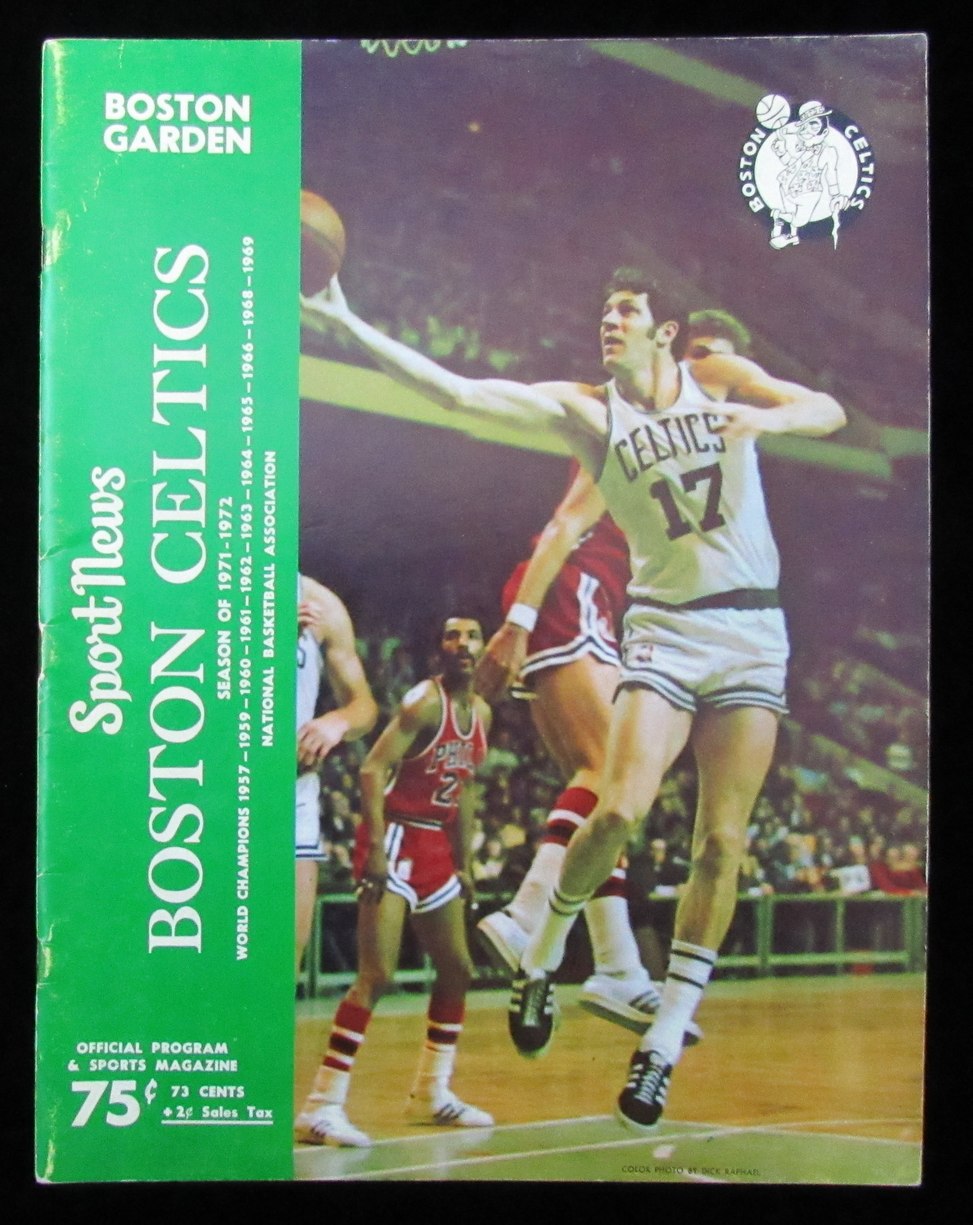 BOSTON
GARDEN
Sport News
BOSTON CELTICS
SEASON OF 1971-1972
WORLD CHAMPIONS 1957-1959-1960-1961-1962-1963-1964-1965-1966-1968-1969
NATIONAL BASKETBALL ASSOCIATION
OFFICIAL PROGRAM
& SPORTS MAGAZINE
75¢
73 CENTS
+ 2¢ Sales Tax
BOSTON CELTICS
CELTICS
17
COLOR PHOTO BY DICK RAPHAEL